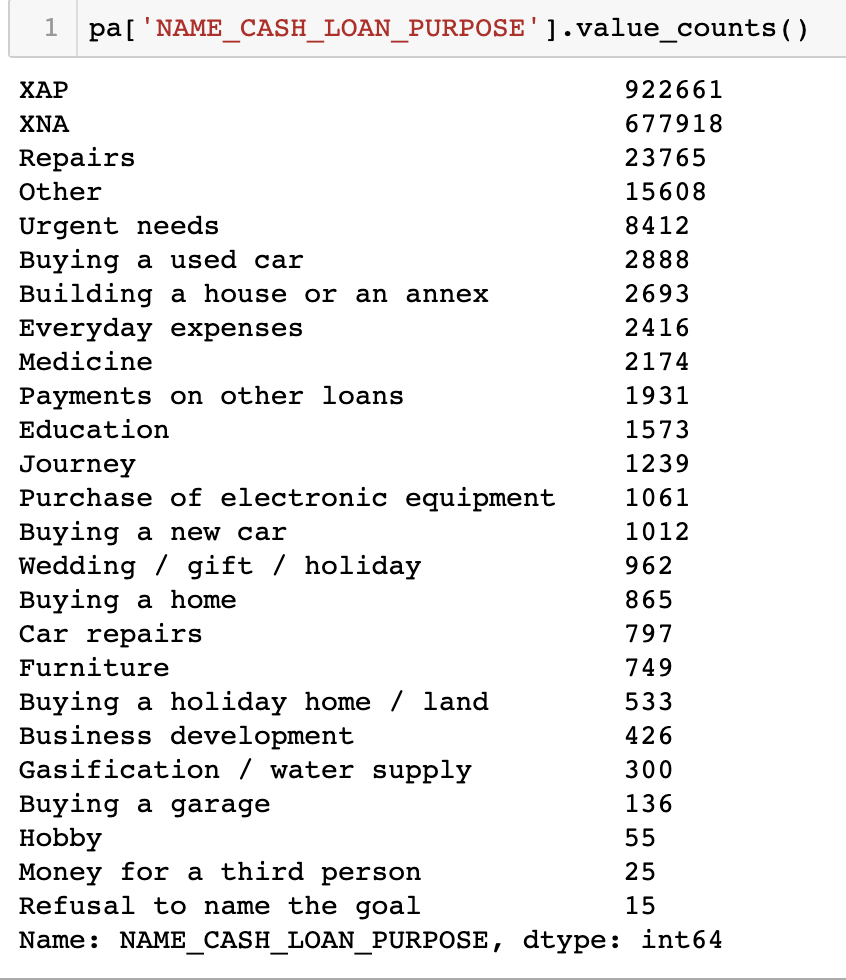 1 pa['NAME_CASH_LOAN_PURPOSE'].value_counts()
XAP 922661
XNA 677918
Repairs 23765
Other 15608
Urgent needs 8412
Buying a used car 2888
Building a house or an annex 2693
Everyday expenses 2416
Medicine 2174
Payments on other loans 1931
Education 1573
Journey 1239
Purchase of electronic equipment 1061
Buying a new car 1012
Wedding / gift / holiday 962
Buying a home 865
Car repairs 797
Furniture 749
Buying a holiday home / land 533
Business development 426
Gasification / water supply 300
Buying a garage 136
Hobby 55
Money for a third person 25
Refusal to name the goal 15
Name: NAME_CASH_LOAN_PURPOSE, dtype: int64